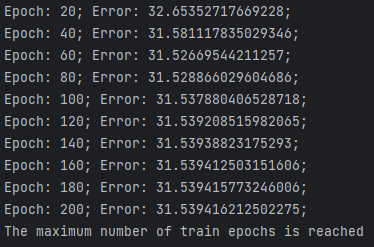 Epoch: 20; Error: 32.65352717669228;
Epoch: 40; Error: 31.581117835029346;
Epoch: 60; Error: 31.52669544211257;
Epoch: 80; Error: 31.528866029604686;
Epoch: 100; Error: 31.537880406528718;
Epoch: 120; Error: 31.539208515982065;
Epoch: 140; Error: 31.53938823175293;
Epoch: 160; Error: 31.539412503151606;
Epoch: 180; Error: 31.539415773246006;
Epoch: 200; Error: 31.539416212502275;
The maximum number of train epochs is reached